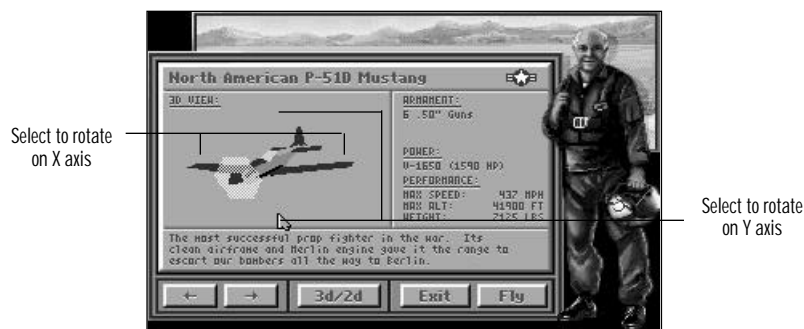 North American P-51D Mustang
3D VIEW:
ARMAMENT:
6 .50" Guns
POWER:
V-1650 (1590 HP)
PERFORMANCE:
MAX SPEED: 437 MPH
MAX ALT: 41900 FT
WEIGHT: 7125 LBS
Select to rotate
on X axis
Select to rotate
on Y axis
The most successful prop fighter in the war. Its
clean airframe and Merlin engine gave it the range to
escort our bombers all the way to Berlin.
← → 3d/2d Exit Fly